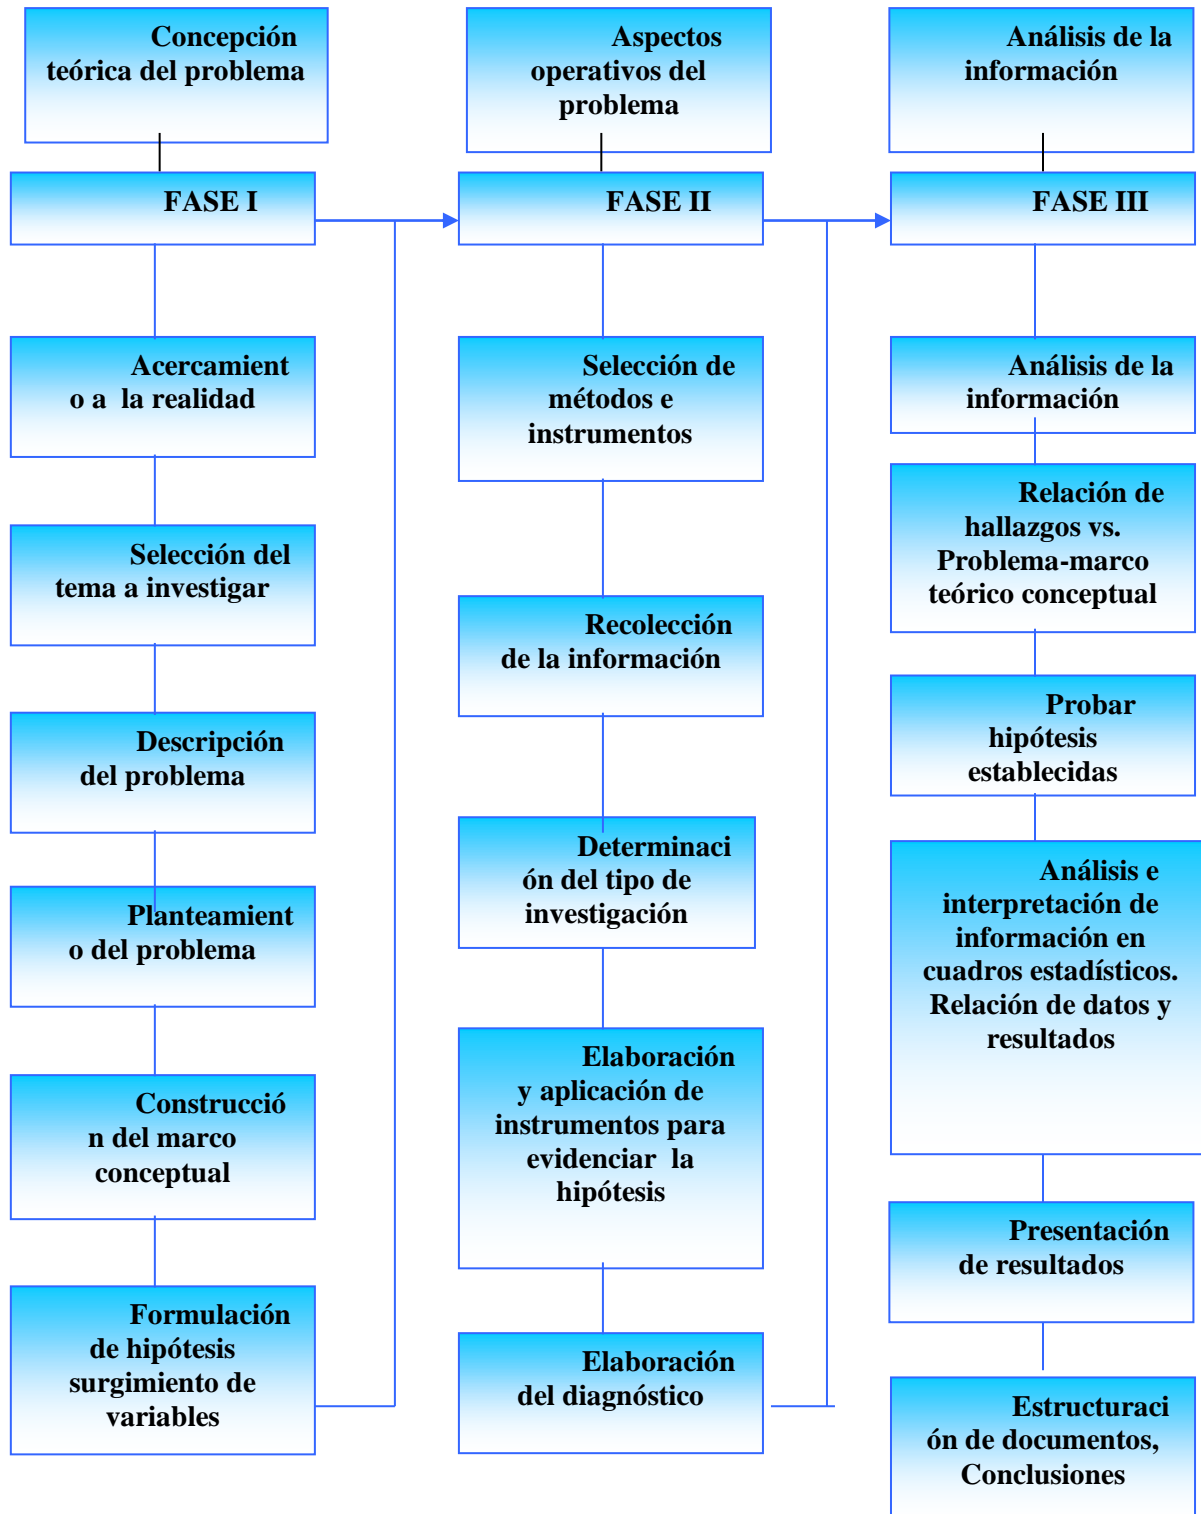 Concepción
teórica del problema
FASE I
Acercamient
o a la realidad
Selección del
tema a investigar
Descripción
del problema
Planteamient
o del problema
Construcció
n del marco
conceptual
Formulación
de hipótesis
surgimiento de
variables
Aspectos
operativos del
problema
FASE II
Selección de
métodos e
instrumentos
Recolección
de la información
Determinaci
ón del tipo de
investigación
Elaboración
y aplicación de
instrumentos para
evidenciar la
hipótesis
Elaboración
del diagnóstico
Análisis de la
información
FASE III
Análisis de la
información
Relación de
hallazgos vs.
Problema-marco
teórico conceptual
Probar
hipótesis
establecidas
Análisis e
interpretación de
información en
cuadros estadísticos.
Relación de datos y
resultados
Presentación
de resultados
Estructuraci
ón de documentos,
Conclusiones